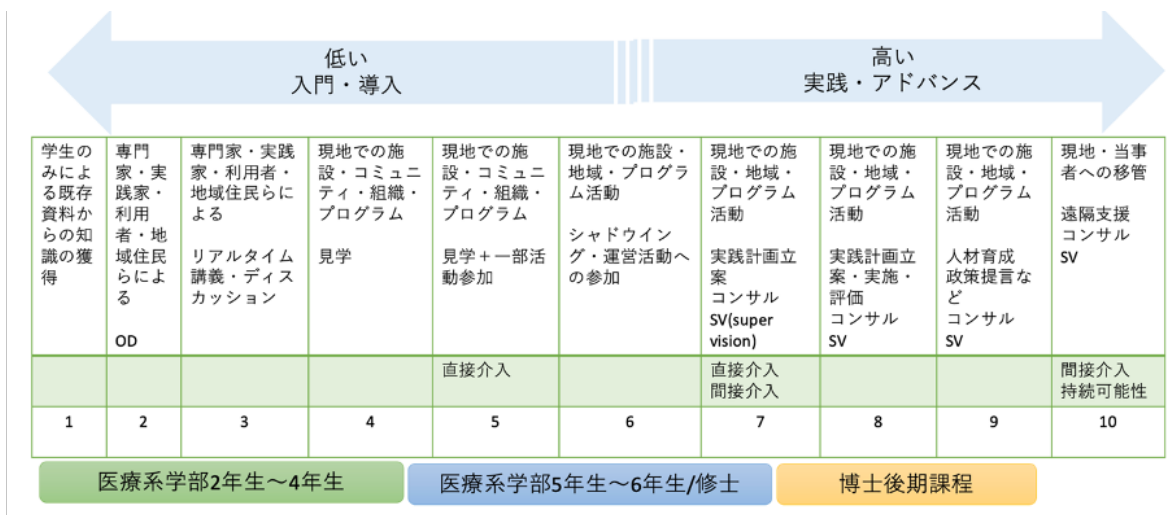 低い
入門・導入
高い
実践・アドバンス
学生の
みによ
る既存
資料か
らの知
識の獲
得
専門
家・実
践家・
利用
者・地
域住民
らによ
る
OD
専門家・実践
家・利用者・
地域住民らに
よる
リアルタイム
講義・ディス
カッション
現地での施
設・コミュニ
ティ・組織・
プログラム
見学
現地での施
設・コミュニ
ティ・組織・
プログラム
見学+一部活
動参加
現地での施設・
地域・プログラ
ム活動
シャドウイン
グ・運営活動へ
の参加
現地での施
設・地域・
プログラム
活動
実践計画立
案
コンサル
SV(super
vision)
現地での施
設・地域・
プログラム
活動
実践計画立
案・実施・
評価
コンサル
SV
現地での施
設・地域・
プログラム
活動
人材育成
政策提言な
ど
コンサル
SV
現地・当事
者への移管
遠隔支援
コンサル
SV
直接介入
直接介入
間接介入
間接介入
持続可能性
1
2
3
4
5
6
7
8
9
10
医療系学部2年生~4年生
医療系学部5年生~6年生/修士
博士後期課程